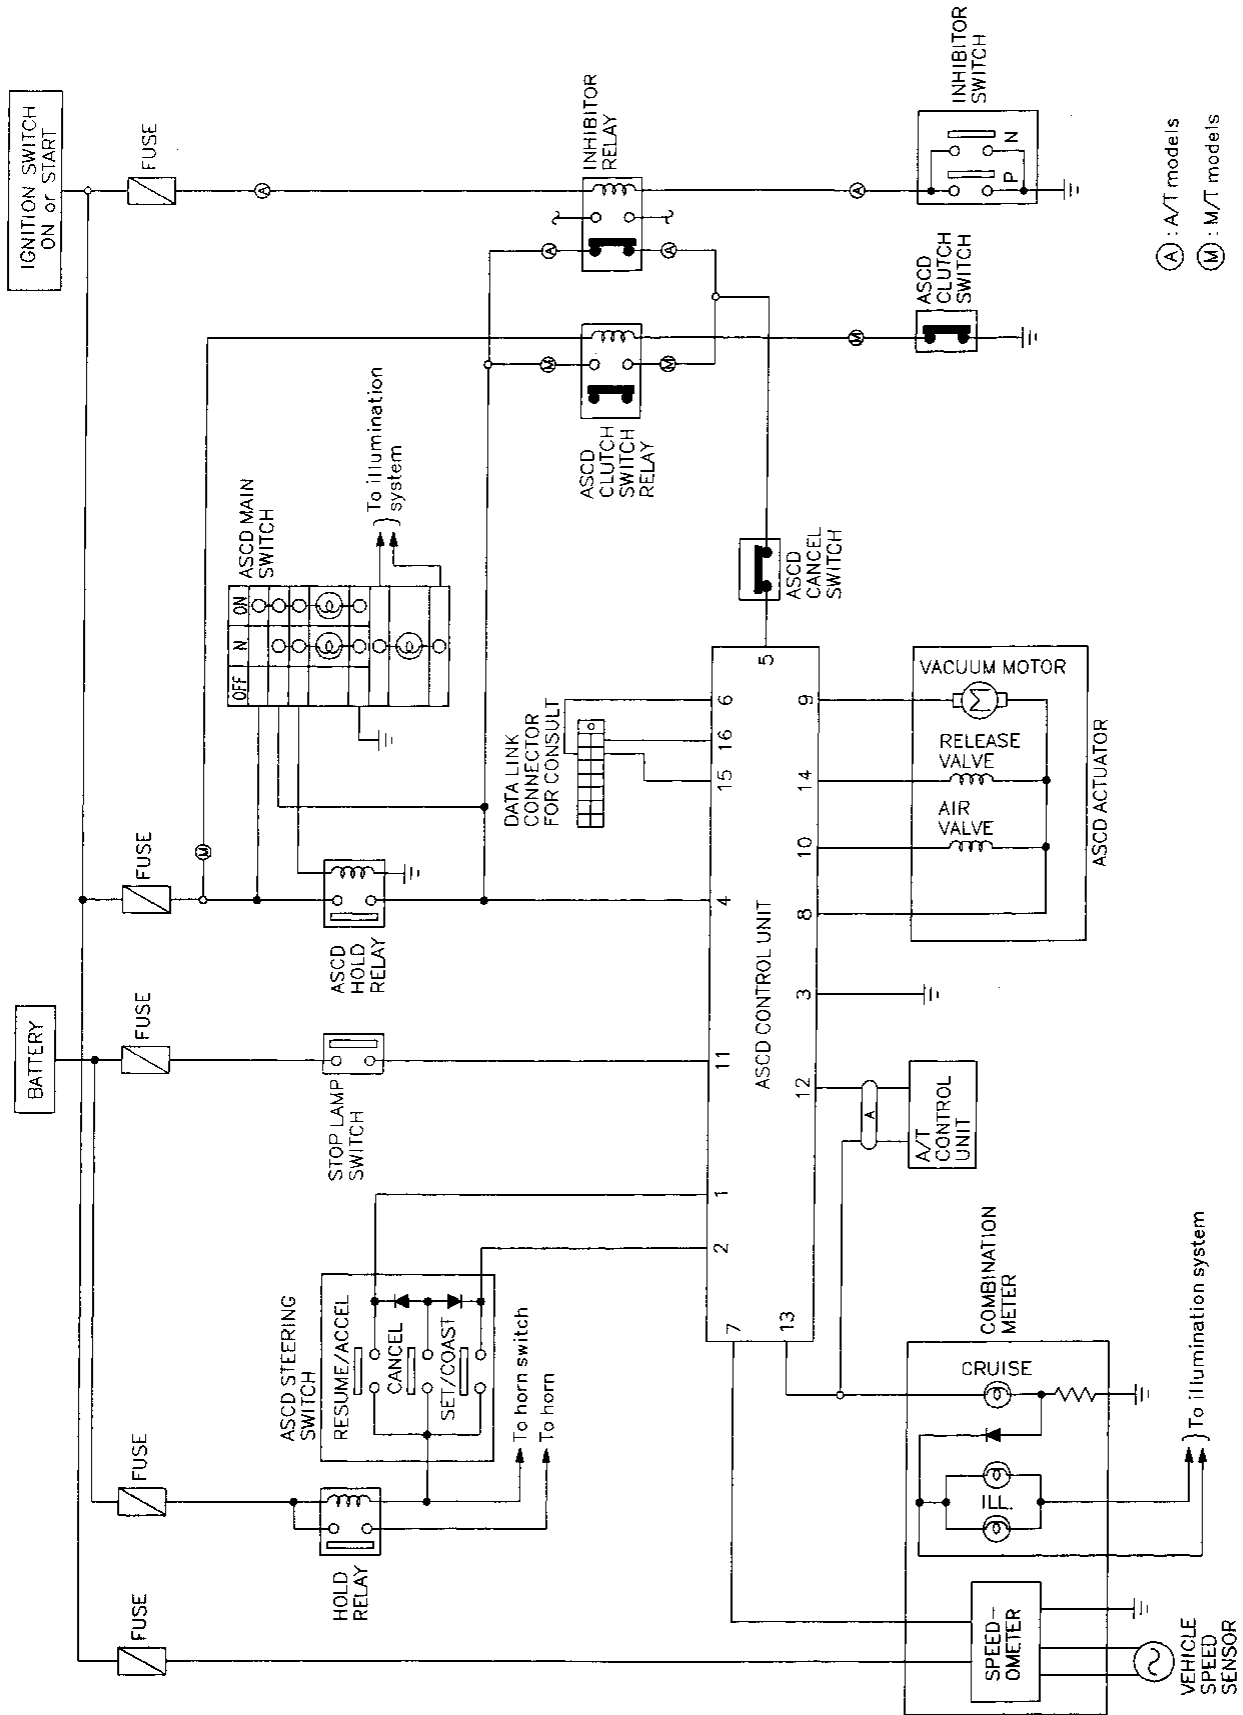 IGNITION SWITCH
ON or START
BATTERY
FUSE
FUSE
FUSE
FUSE
FUSE
HOLD
RELAY
ASCD STEERING
SWITCH
RESUME/ACCEL
CANCEL
SET/COAST
To horn switch
To horn
STOP LAMP
SWITCH
ASCD
HOLD
RELAY
M
ASCD MAIN
SWITCH
OFF
N
ON
To illumination
system
ASCD
CLUTCH
SWITCH
RELAY
M
M
M
INHIBITOR
RELAY
A
A
A
A
INHIBITOR
SWITCH
P
N
ASCD
CLUTCH
SWITCH
ASCD
CANCEL
SWITCH
DATA LINK
CONNECTOR
FOR CONSULT
ASCD CONTROL UNIT
7
2
1
11
4
15
16
6
5
13
12
3
8
10
14
9
SPEED-
OMETER
VEHICLE
SPEED
SENSOR
COMBINATION
METER
CRUISE
ILL.
To illumination system
A
A/T
CONTROL
UNIT
AIR
VALVE
RELEASE
VALVE
VACUUM MOTOR
M
ASCD ACTUATOR
A : A/T models
M : M/T models